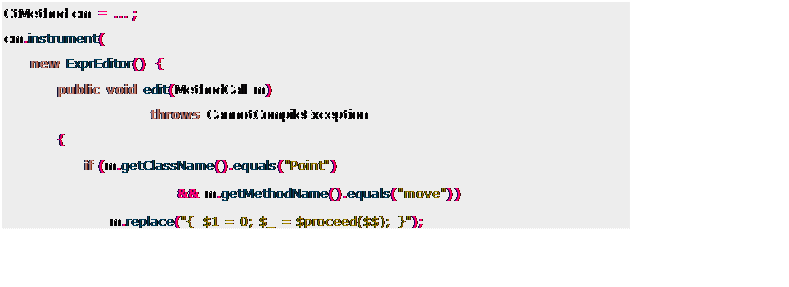 CtMethod cm = ... ;
cm.instrument(
new ExprEditor() {
public void edit(MethodCall m)
throws CannotCompileException
{
if (m.getClassName().equals("Point")
&& m.getMethodName().equals("move"))
m.replace("{ $1 = 0; $_ = $proceed($$); }");